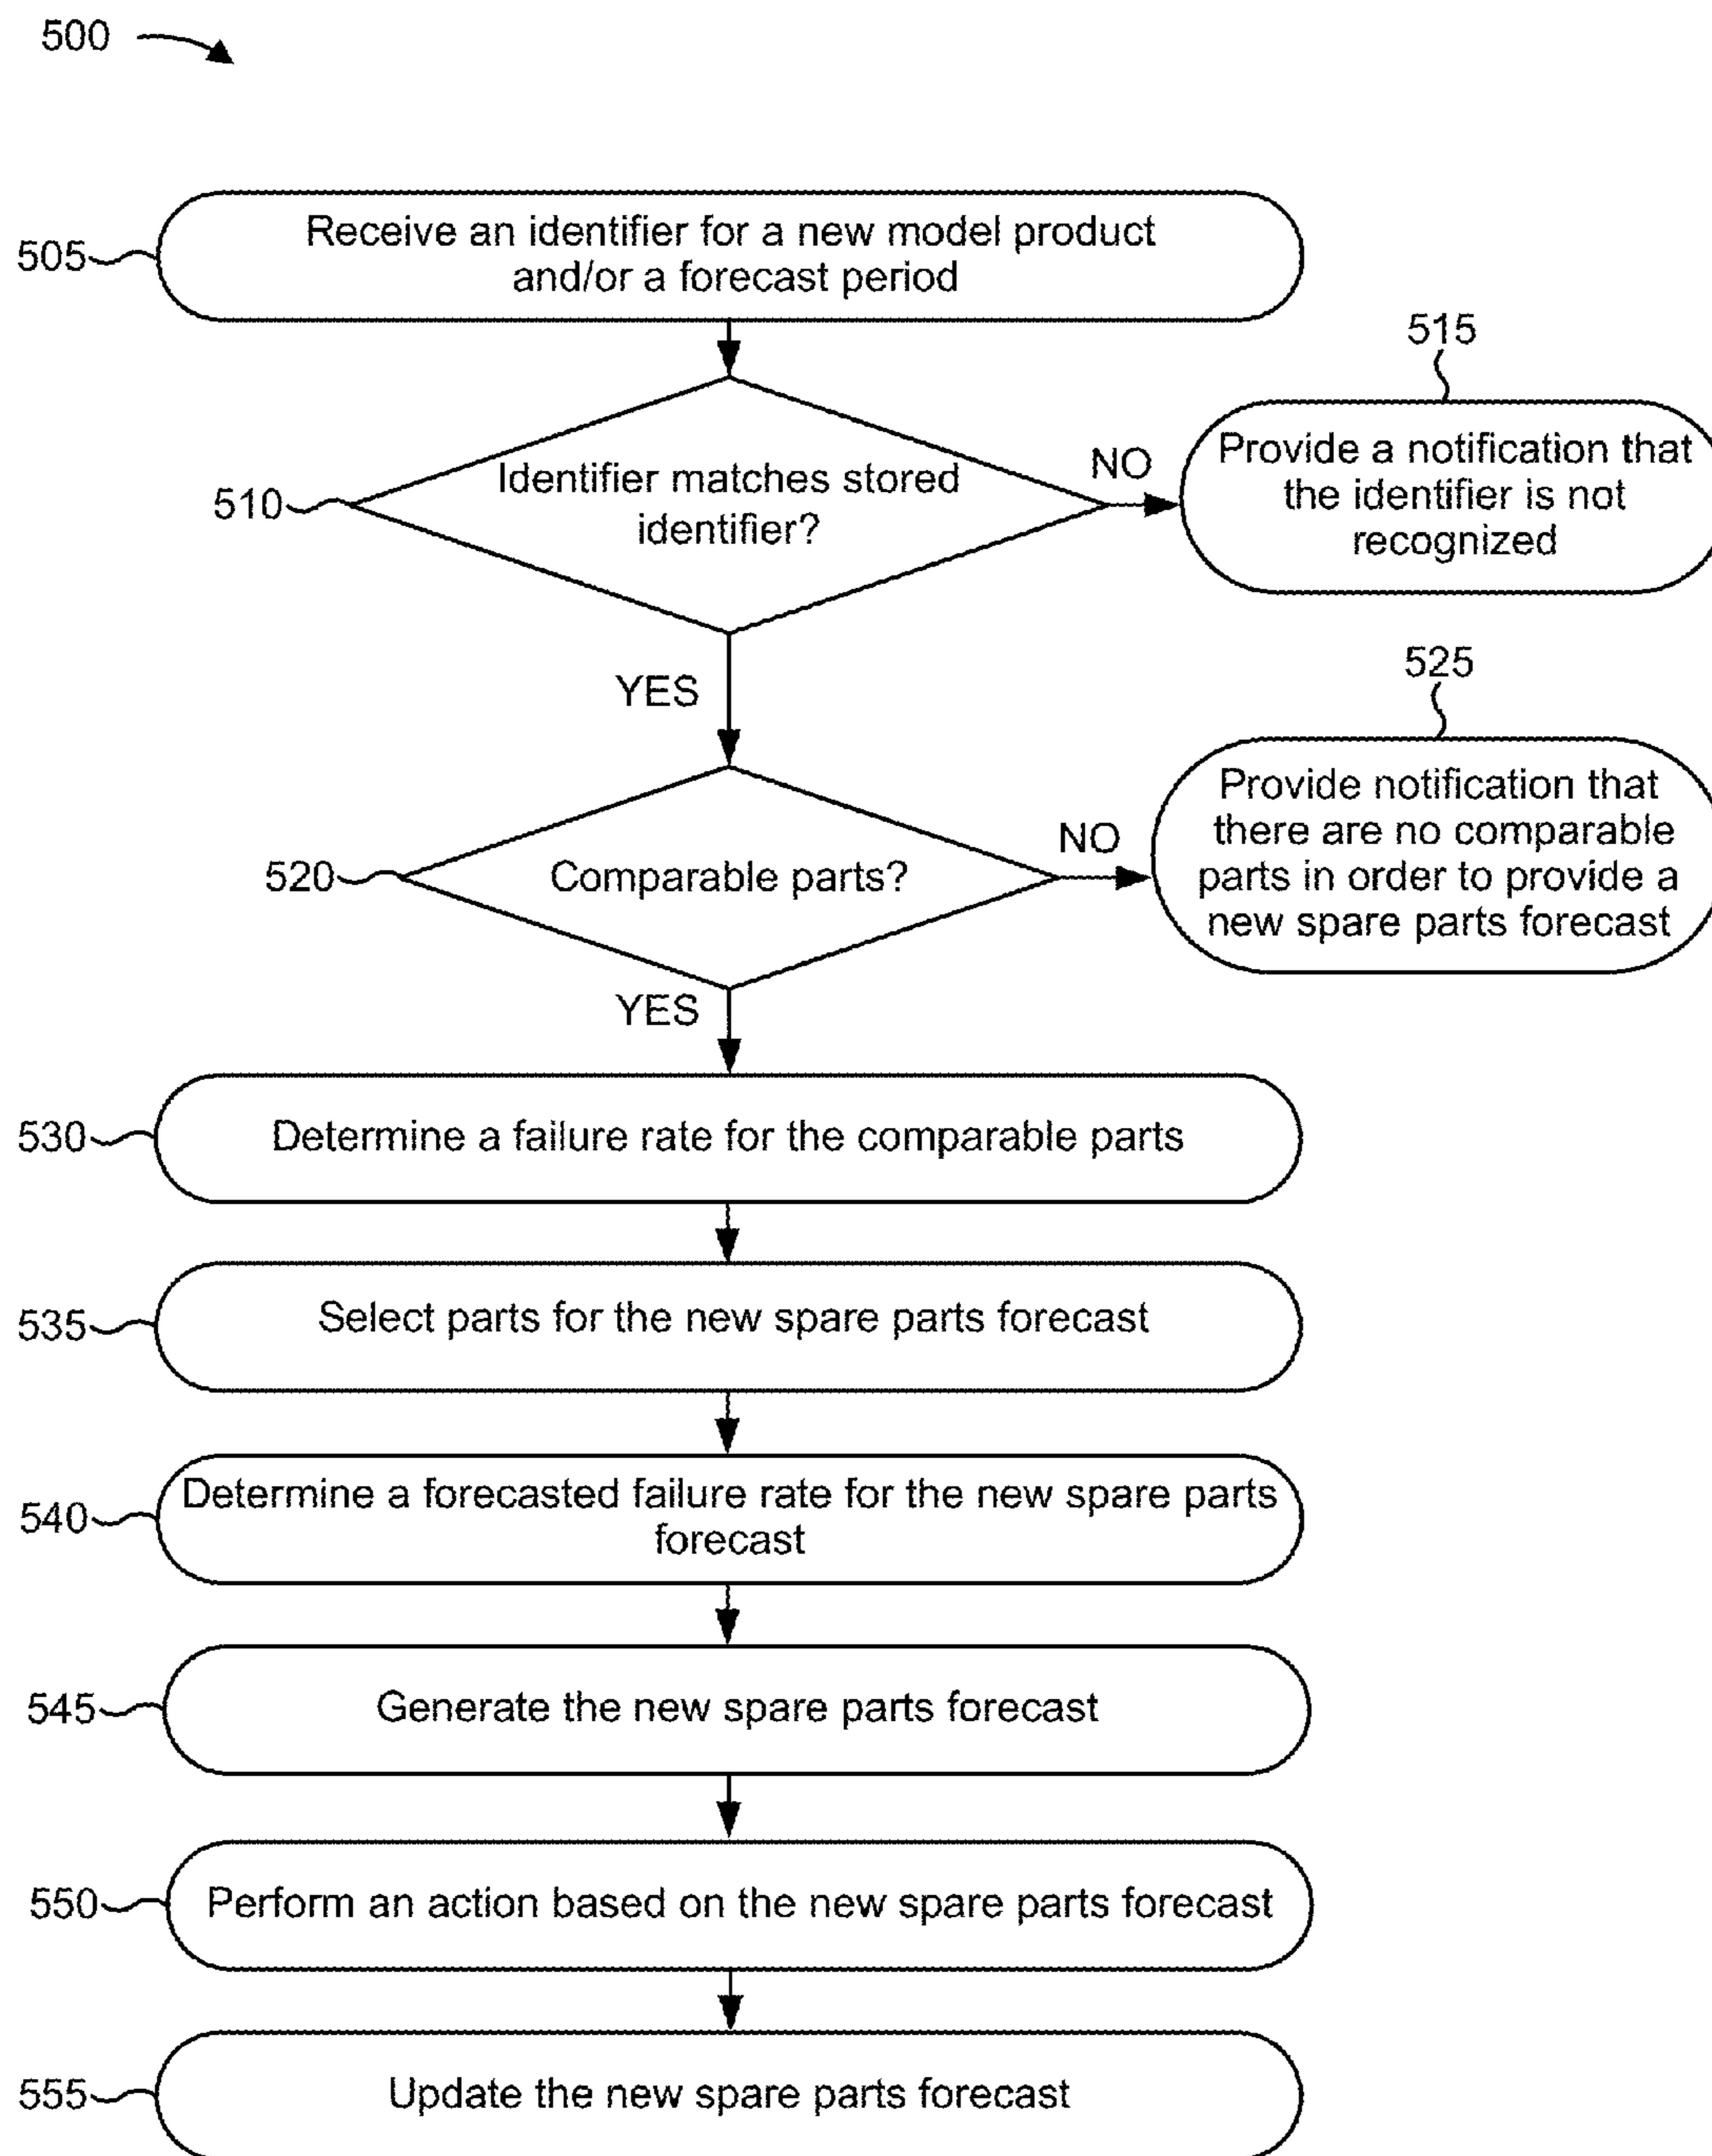 500
505
Receive an identifier for a new model product
and/or a forecast period
515
510
Identifier matches stored
identifier?
NO
Provide a notification that
the identifier is not
recognized
YES
525
520
Comparable parts?
NO
Provide notification that
there are no comparable
parts in order to provide a
new spare parts forecast
YES
530
Determine a failure rate for the comparable parts
535
Select parts for the new spare parts forecast
540
Determine a forecasted failure rate for the new spare parts
forecast
545
Generate the new spare parts forecast
550
Perform an action based on the new spare parts forecast
555
Update the new spare parts forecast